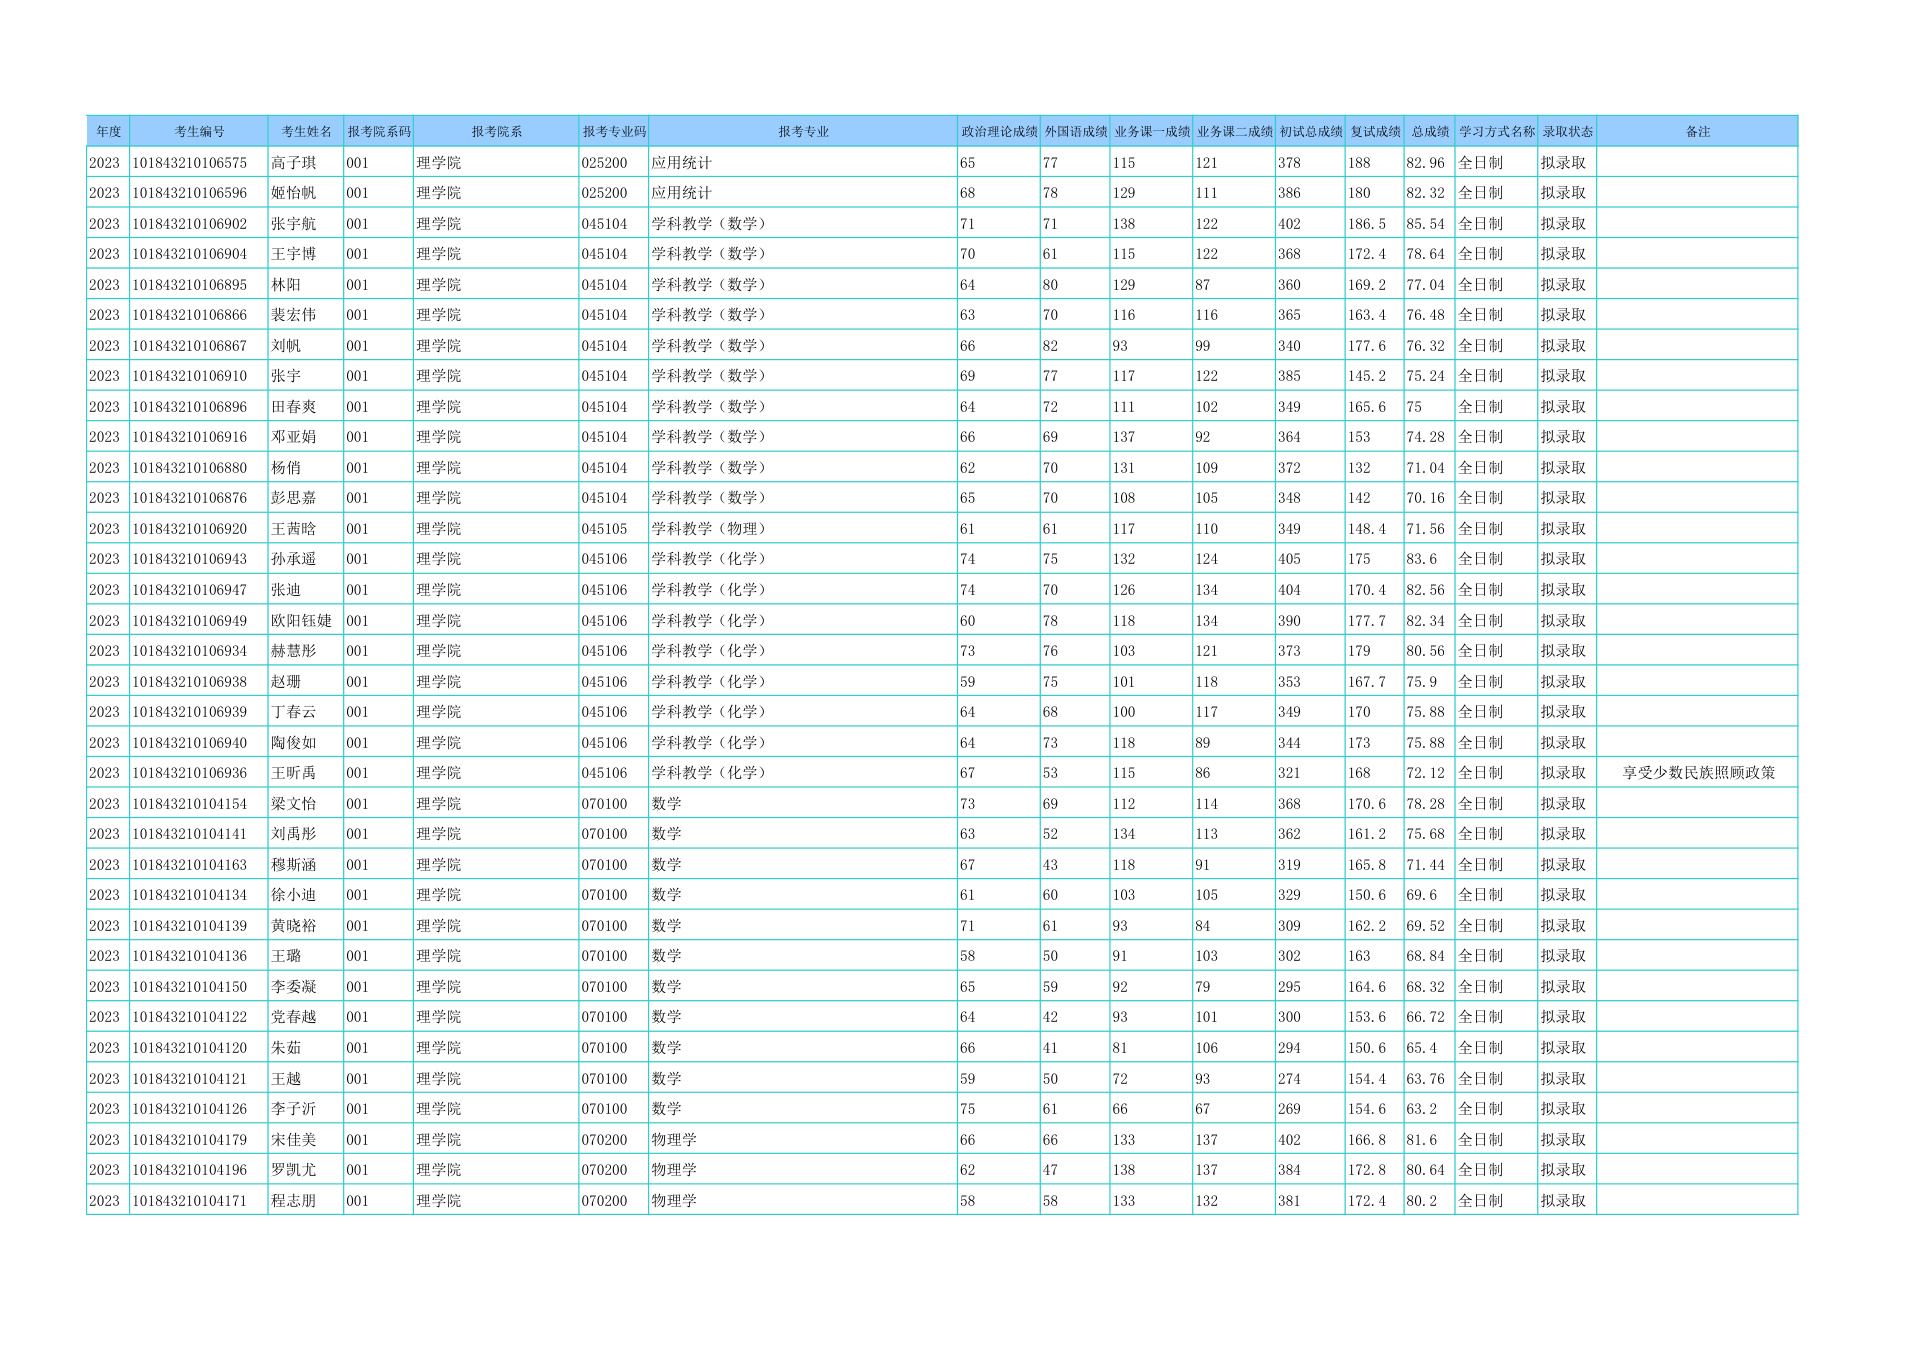 年度 考生编号 考生姓名 报考院系码 报考院系 报考专业码 报考专业 政治理论成绩 外国语成绩 业务课一成绩 业务课二成绩 初试总成绩 复试成绩 总成绩 学习方式名称 录取状态 备注
2023 101843210106575 高子琪 001 理学院 025200 应用统计 65 77 115 121 378 188 82.96 全日制 拟录取
2023 101843210106596 姬怡帆 001 理学院 025200 应用统计 68 78 129 111 386 180 82.32 全日制 拟录取
2023 101843210106902 张宇航 001 理学院 045104 学科教学（数学） 71 71 138 122 402 186.5 85.54 全日制 拟录取
2023 101843210106904 王宇博 001 理学院 045104 学科教学（数学） 70 61 115 122 368 172.4 78.64 全日制 拟录取
2023 101843210106895 林阳 001 理学院 045104 学科教学（数学） 64 80 129 87 360 169.2 77.04 全日制 拟录取
2023 101843210106866 裴宏伟 001 理学院 045104 学科教学（数学） 63 70 116 116 365 163.4 76.48 全日制 拟录取
2023 101843210106867 刘帆 001 理学院 045104 学科教学（数学） 66 82 93 99 340 177.6 76.32 全日制 拟录取
2023 101843210106910 张宇 001 理学院 045104 学科教学（数学） 69 77 117 122 385 145.2 75.24 全日制 拟录取
2023 101843210106896 田春爽 001 理学院 045104 学科教学（数学） 64 72 111 102 349 165.6 75 全日制 拟录取
2023 101843210106916 邓亚娟 001 理学院 045104 学科教学（数学） 66 69 137 92 364 153 74.28 全日制 拟录取
2023 101843210106880 杨俏 001 理学院 045104 学科教学（数学） 62 70 131 109 372 132 71.04 全日制 拟录取
2023 101843210106876 彭思嘉 001 理学院 045104 学科教学（数学） 65 70 108 105 348 142 70.16 全日制 拟录取
2023 101843210106920 王茜晗 001 理学院 045105 学科教学（物理） 61 61 117 110 349 148.4 71.56 全日制 拟录取
2023 101843210106943 孙承遥 001 理学院 045106 学科教学（化学） 74 75 132 124 405 175 83.6 全日制 拟录取
2023 101843210106947 张迪 001 理学院 045106 学科教学（化学） 74 70 126 134 404 170.4 82.56 全日制 拟录取
2023 101843210106949 欧阳钰婕 001 理学院 045106 学科教学（化学） 60 78 118 134 390 177.7 82.34 全日制 拟录取
2023 101843210106934 赫慧彤 001 理学院 045106 学科教学（化学） 73 76 103 121 373 179 80.56 全日制 拟录取
2023 101843210106938 赵珊 001 理学院 045106 学科教学（化学） 59 75 101 118 353 167.7 75.9 全日制 拟录取
2023 101843210106939 丁春云 001 理学院 045106 学科教学（化学） 64 68 100 117 349 170 75.88 全日制 拟录取
2023 101843210106940 陶俊如 001 理学院 045106 学科教学（化学） 64 73 118 89 344 173 75.88 全日制 拟录取
2023 101843210106936 王昕禹 001 理学院 045106 学科教学（化学） 67 53 115 86 321 168 72.12 全日制 拟录取 享受少数民族照顾政策
2023 101843210104154 梁文怡 001 理学院 070100 数学 73 69 112 114 368 170.6 78.28 全日制 拟录取
2023 101843210104141 刘禹彤 001 理学院 070100 数学 63 52 134 113 362 161.2 75.68 全日制 拟录取
2023 101843210104163 穆斯涵 001 理学院 070100 数学 67 43 118 91 319 165.8 71.44 全日制 拟录取
2023 101843210104134 徐小迪 001 理学院 070100 数学 61 60 103 105 329 150.6 69.6 全日制 拟录取
2023 101843210104139 黄晓裕 001 理学院 070100 数学 71 61 93 84 309 162.2 69.52 全日制 拟录取
2023 101843210104136 王璐 001 理学院 070100 数学 58 50 91 103 302 163 68.84 全日制 拟录取
2023 101843210104150 李委凝 001 理学院 070100 数学 65 59 92 79 295 164.6 68.32 全日制 拟录取
2023 101843210104122 党春越 001 理学院 070100 数学 64 42 93 101 300 153.6 66.72 全日制 拟录取
2023 101843210104120 朱茹 001 理学院 070100 数学 66 41 81 106 294 150.6 65.4 全日制 拟录取
2023 101843210104121 王越 001 理学院 070100 数学 59 50 72 93 274 154.4 63.76 全日制 拟录取
2023 101843210104126 李子沂 001 理学院 070100 数学 75 61 66 67 269 154.6 63.2 全日制 拟录取
2023 101843210104179 宋佳美 001 理学院 070200 物理学 66 66 133 137 402 166.8 81.6 全日制 拟录取
2023 101843210104196 罗凯尤 001 理学院 070200 物理学 62 47 138 137 384 172.8 80.64 全日制 拟录取
2023 101843210104171 程志朋 001 理学院 070200 物理学 58 58 133 132 381 172.4 80.2 全日制 拟录取